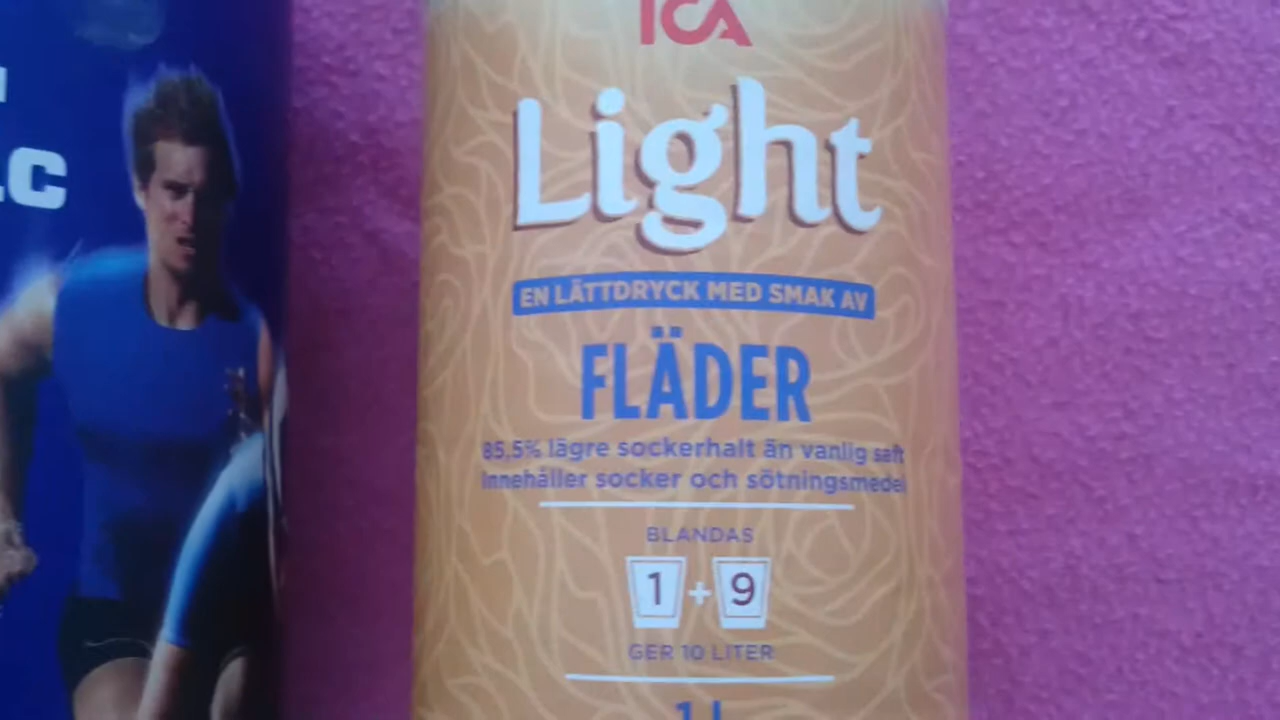 ICA
Light
EN LÄTTDRYCK MED SMAK AV
FLÄDER
85,5% lägre sockerhalt än vanlig saft
Innehåller socker och sötningsmedel
BLANDAS
1 + 9
GER 10 LITER
1 L